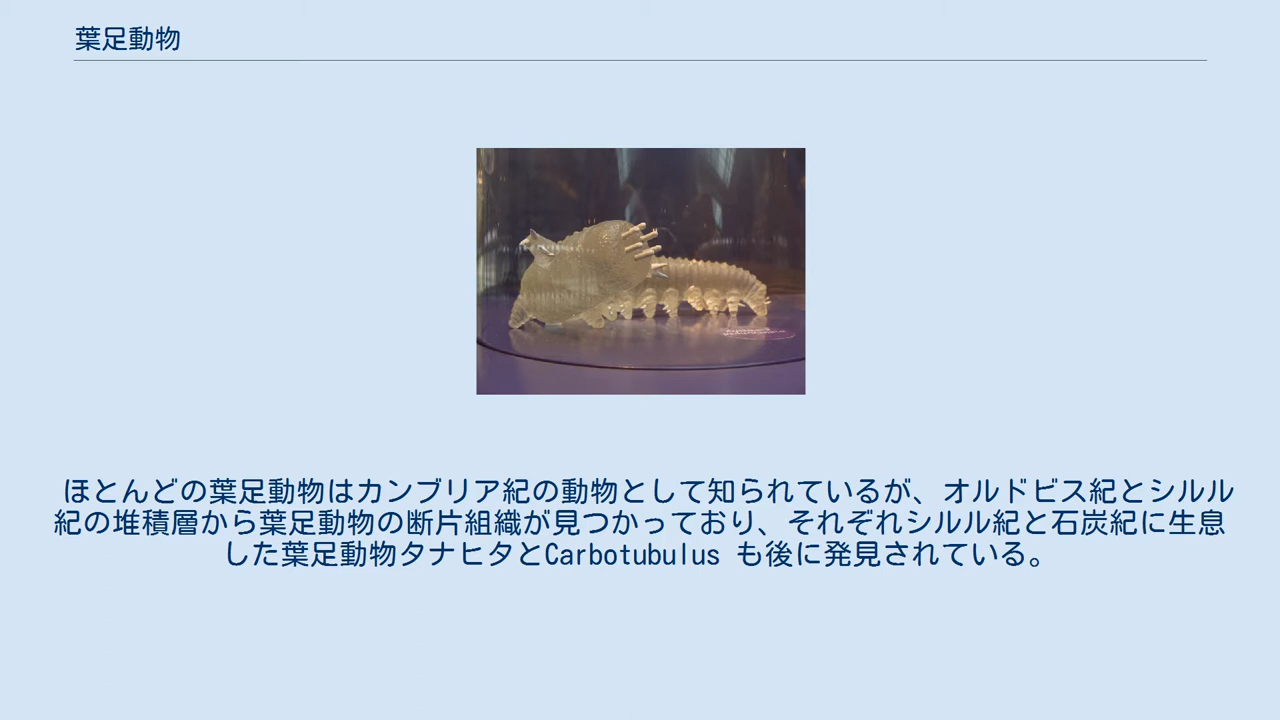 葉足動物
ほとんどの葉足動物はカンブリア紀の動物として知られているが、オルドビス紀とシルル
紀の堆積層から葉足動物の断片組織が見つかっており、それぞれシルル紀と石炭紀に生息
した葉足動物タナヒタとCarbotubulus も後に発見されている。